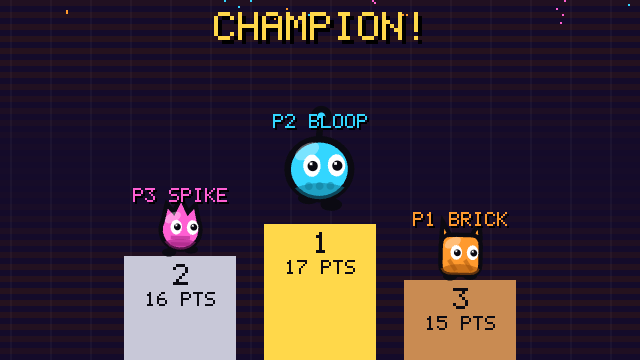 CHAMPION!
P2 BLOOP
P3 SPIKE
P1 BRICK
1
17 PTS
2
16 PTS
3
15 PTS